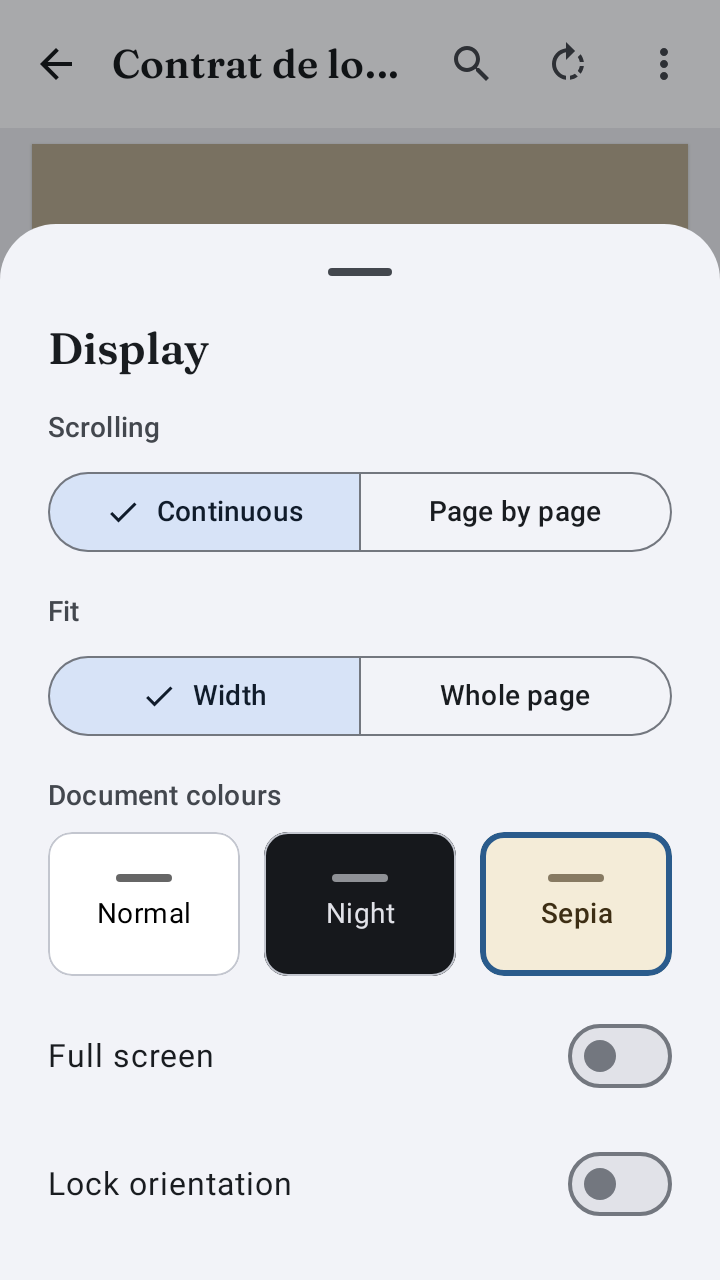 Contrat de lo...
Display
Scrolling
Continuous
Page by page
Fit
Width
Whole page
Document colours
Normal
Night
Sepia
Full screen
Lock orientation